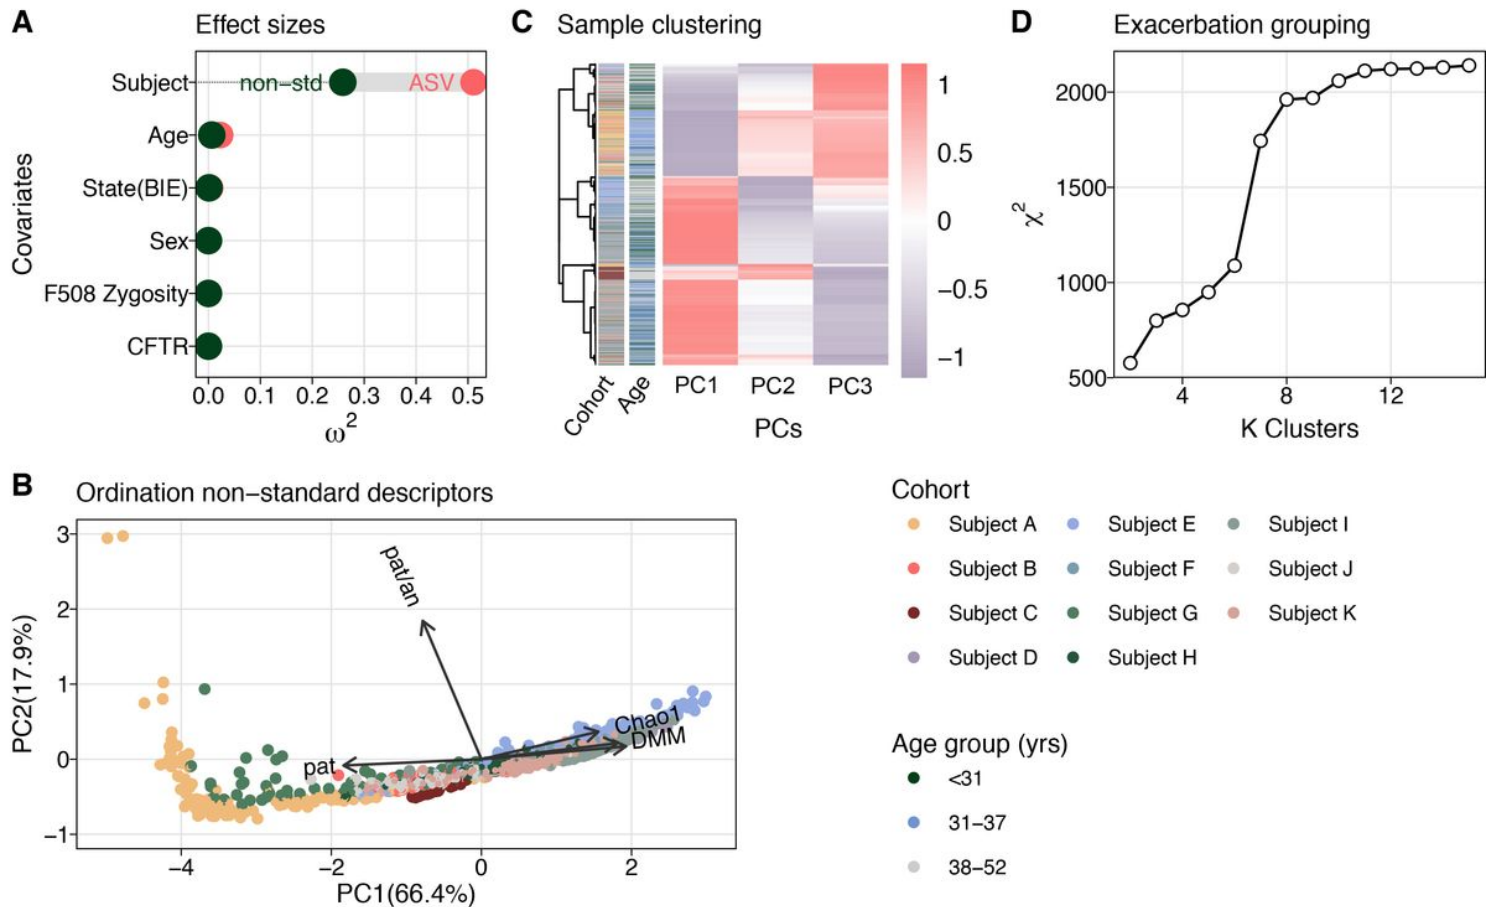 A Effect sizes
Covariates
Subject
non-std
ASV
Age
State(BIE)
Sex
F508 Zygosity
CFTR
0.0 0.1 0.2 0.3 0.4 0.5
ω²
C Sample clustering
1
0.5
0
−0.5
−1
Cohort Age PC1 PC2 PC3
PCs
D Exacerbation grouping
χ²
2000
1500
1000
500
4 8 12
K Clusters
B Ordination non−standard descriptors
PC2(17.9%)
3
2
1
0
−1
pat/an
Chao1
DMM
pat
−4 −2 0 2
PC1(66.4%)
Cohort
Subject A Subject E Subject I
Subject B Subject F Subject J
Subject C Subject G Subject K
Subject D Subject H
Age group (yrs)
<31
31−37
38−52